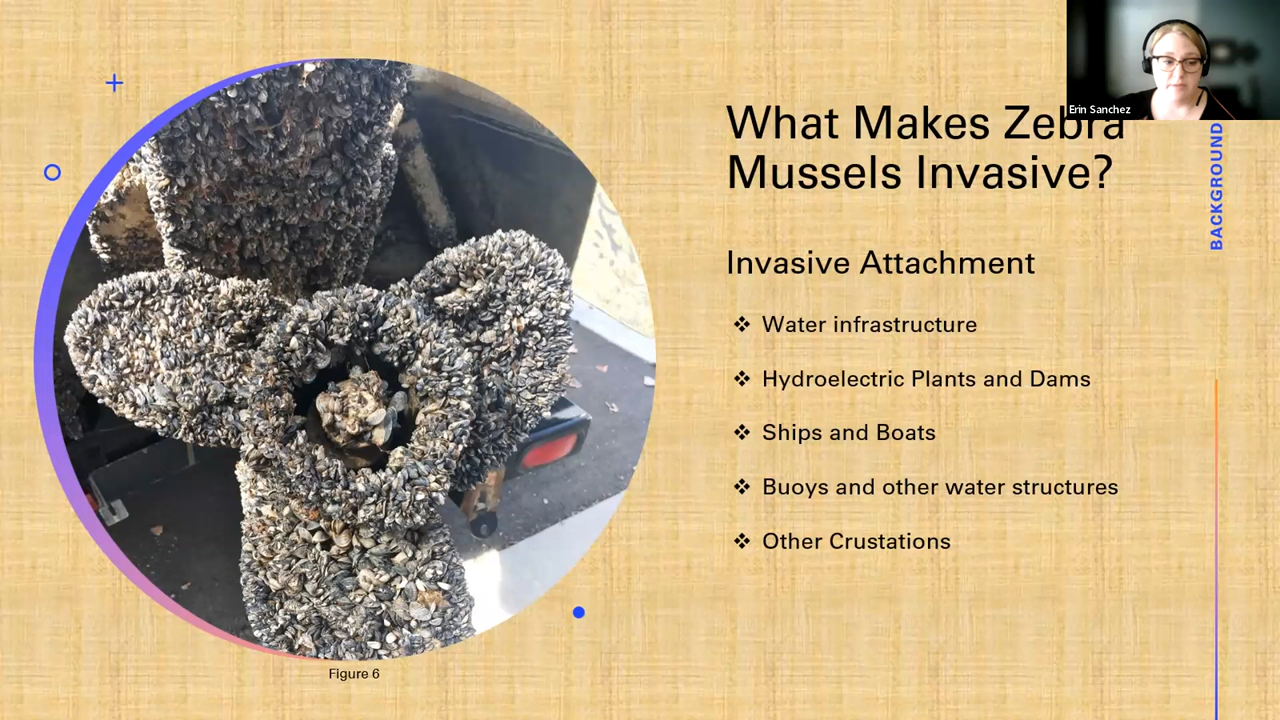 Erin Sanchez
What Makes Zebra
Mussels Invasive?
BACKGROUND
Invasive Attachment
❖ Water infrastructure
❖ Hydroelectric Plants and Dams
❖ Ships and Boats
❖ Buoys and other water structures
❖ Other Crustations
Figure 6